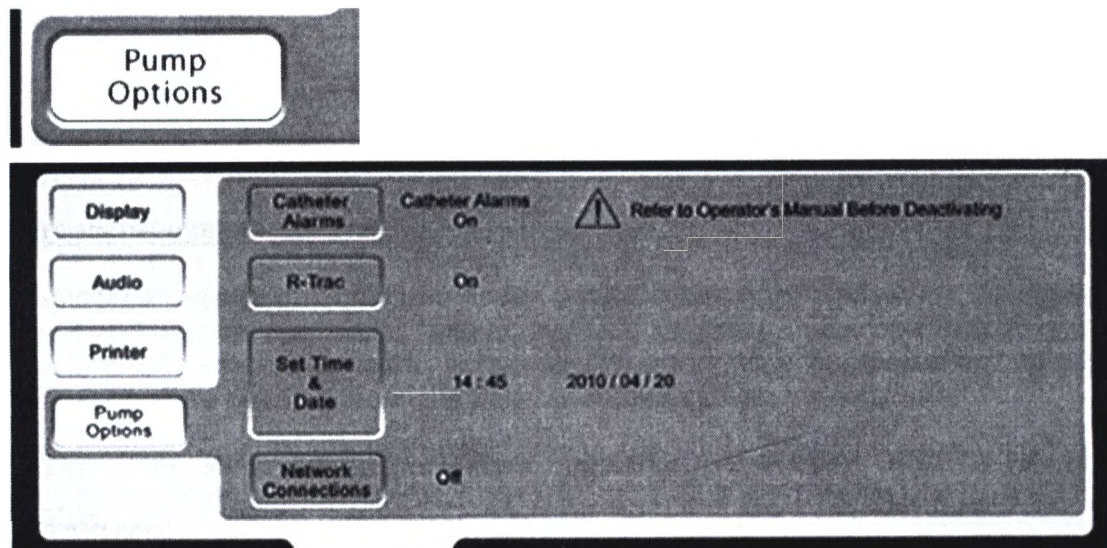 Pump
Options
Display
Audio
Printer
Pump
Options
Catheter
Alarms
Catheter Alarms
On
Refer to Operator's Manual Before Deactivating
R-Trac
On
Set Time
&
Date
14 : 45
2010 / 04 / 20
Network
Connections
Off